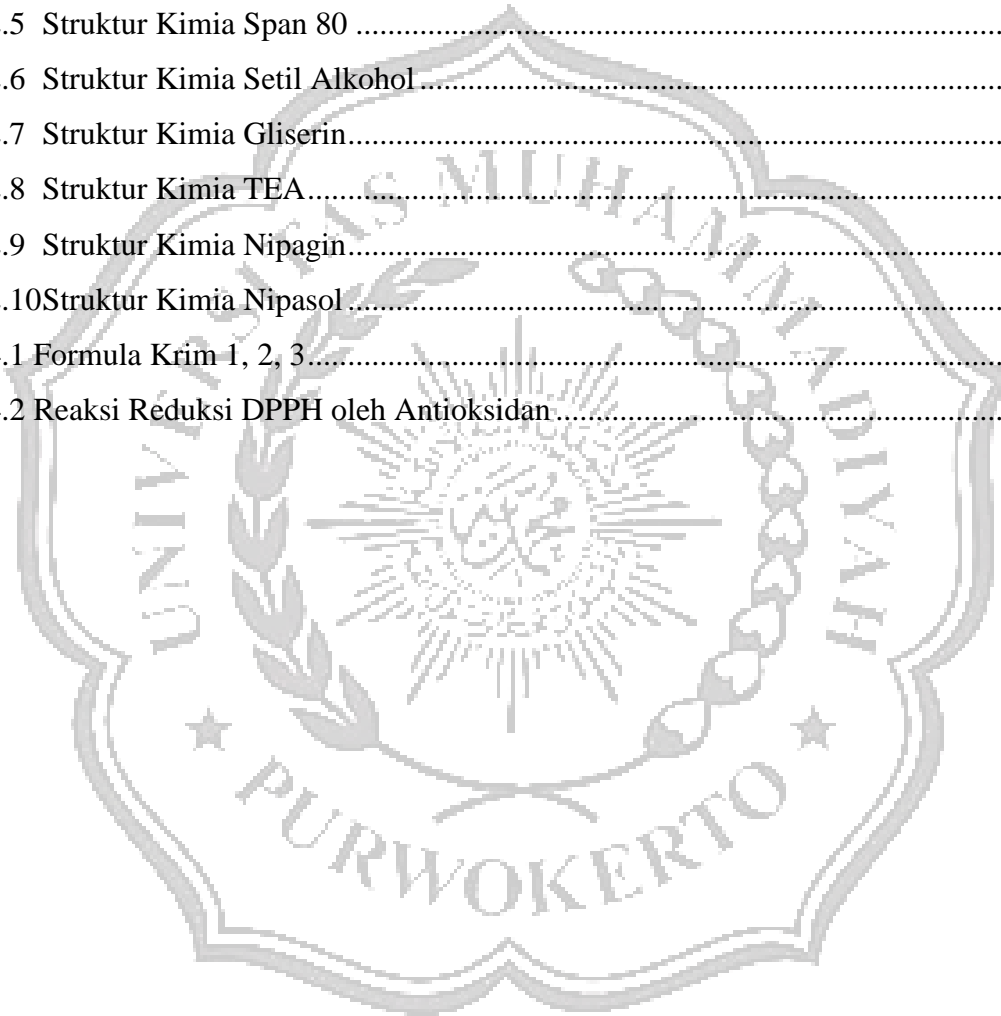 .5 Struktur Kimia Span 80 ....................................................................................
.6 Struktur Kimia Setil Alkohol ............................................................................
.7 Struktur Kimia Gliserin.....................................................................................
.8 Struktur Kimia TEA..........................................................................................
.9 Struktur Kimia Nipagin.....................................................................................
.10Struktur Kimia Nipasol .....................................................................................
.1 Formula Krim 1, 2, 3..........................................................................................
.2 Reaksi Reduksi DPPH oleh Antioksidan ...........................................................
UNIVERSITAS MUHAMMADIYAH
PURWOKERTO